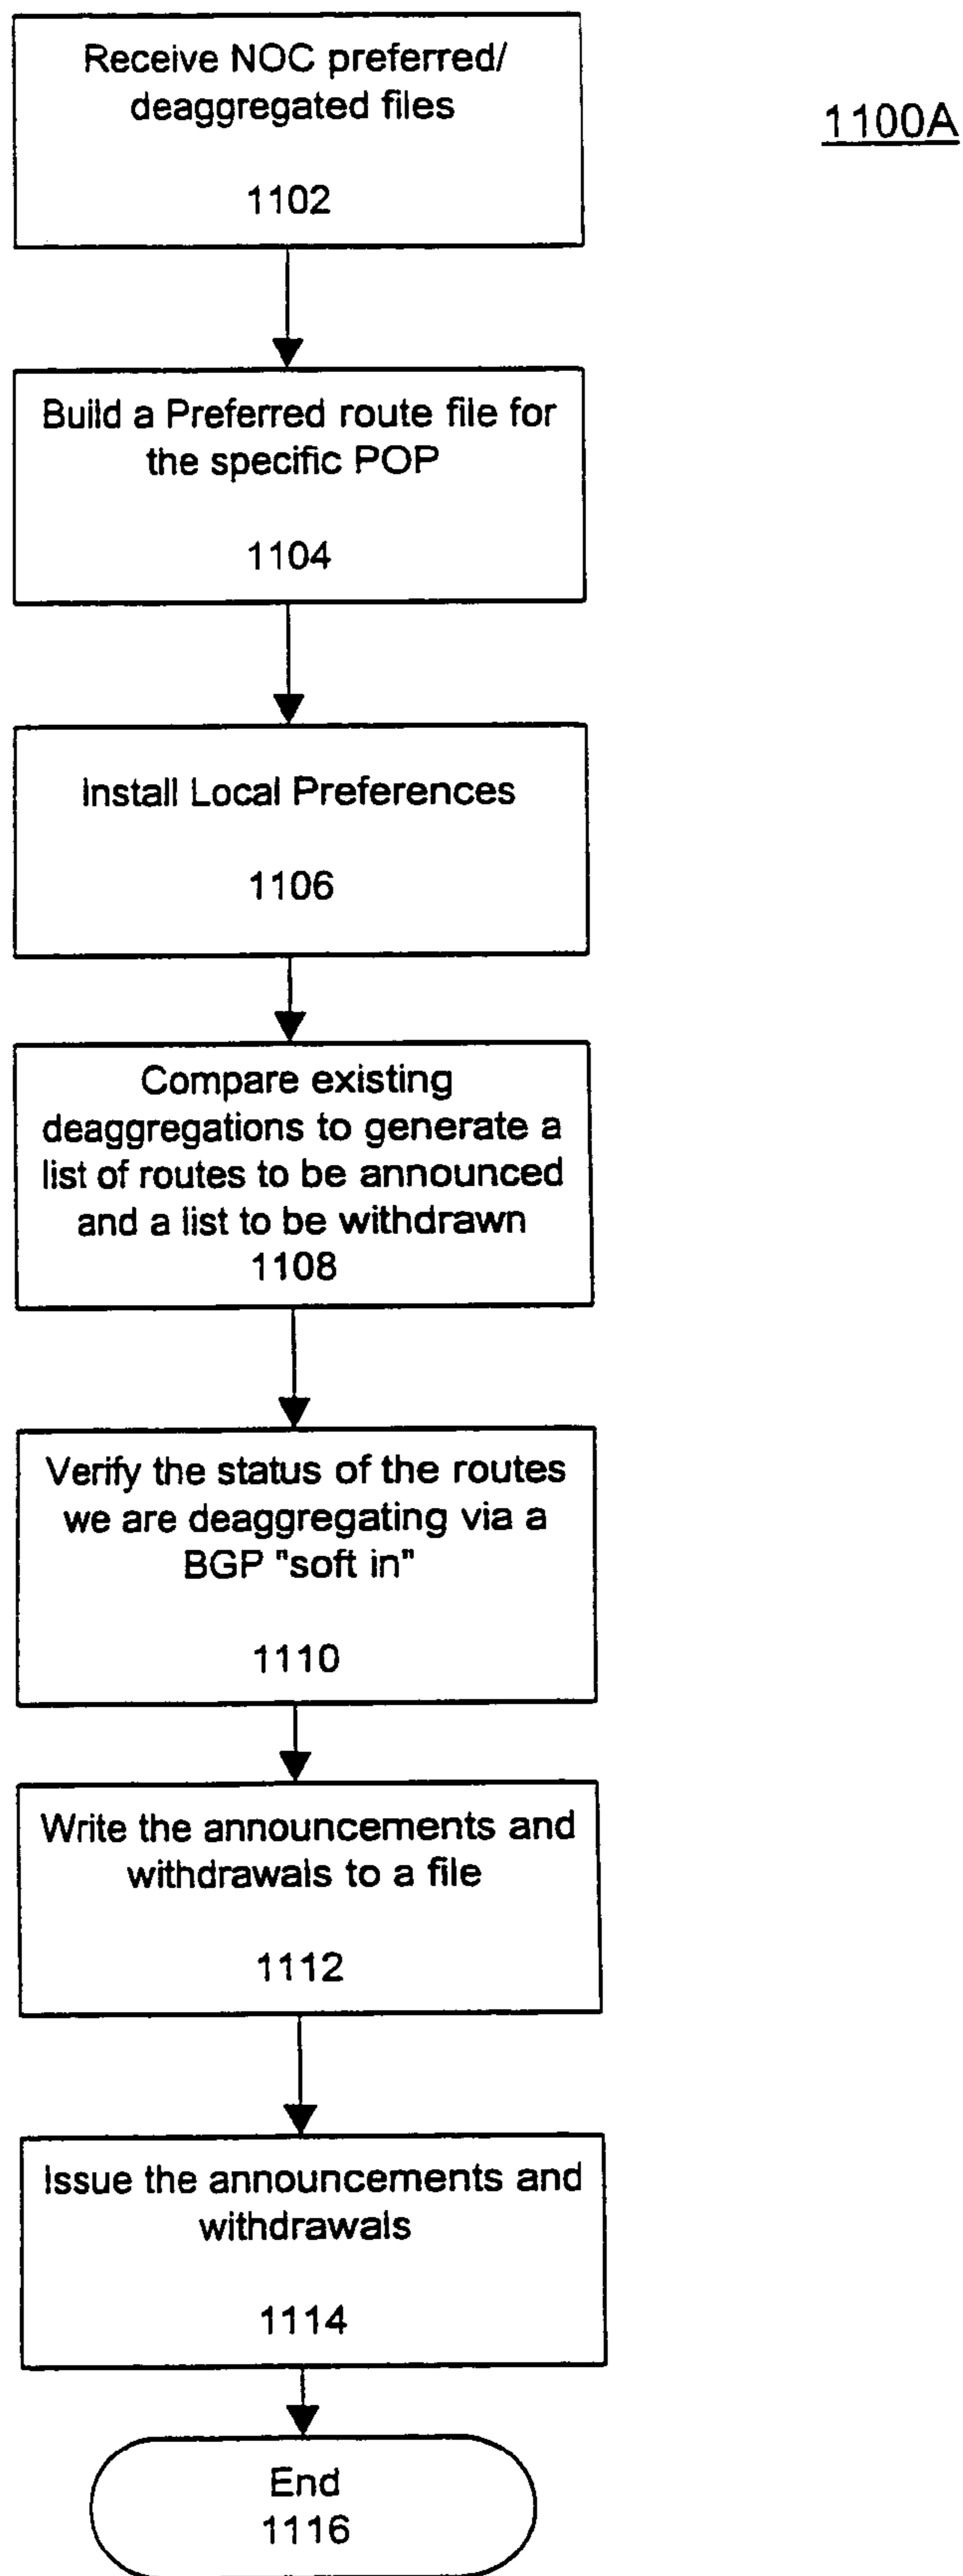 Receive NOC preferred/
deaggregated files
1102
1100A
Build a Preferred route file for
the specific POP
1104
Install Local Preferences
1106
Compare existing
deaggregations to generate a
list of routes to be announced
and a list to be withdrawn
1108
Verify the status of the routes
we are deaggregating via a
BGP "soft in"
1110
Write the announcements and
withdrawals to a file
1112
Issue the announcements and
withdrawals
1114
End
1116